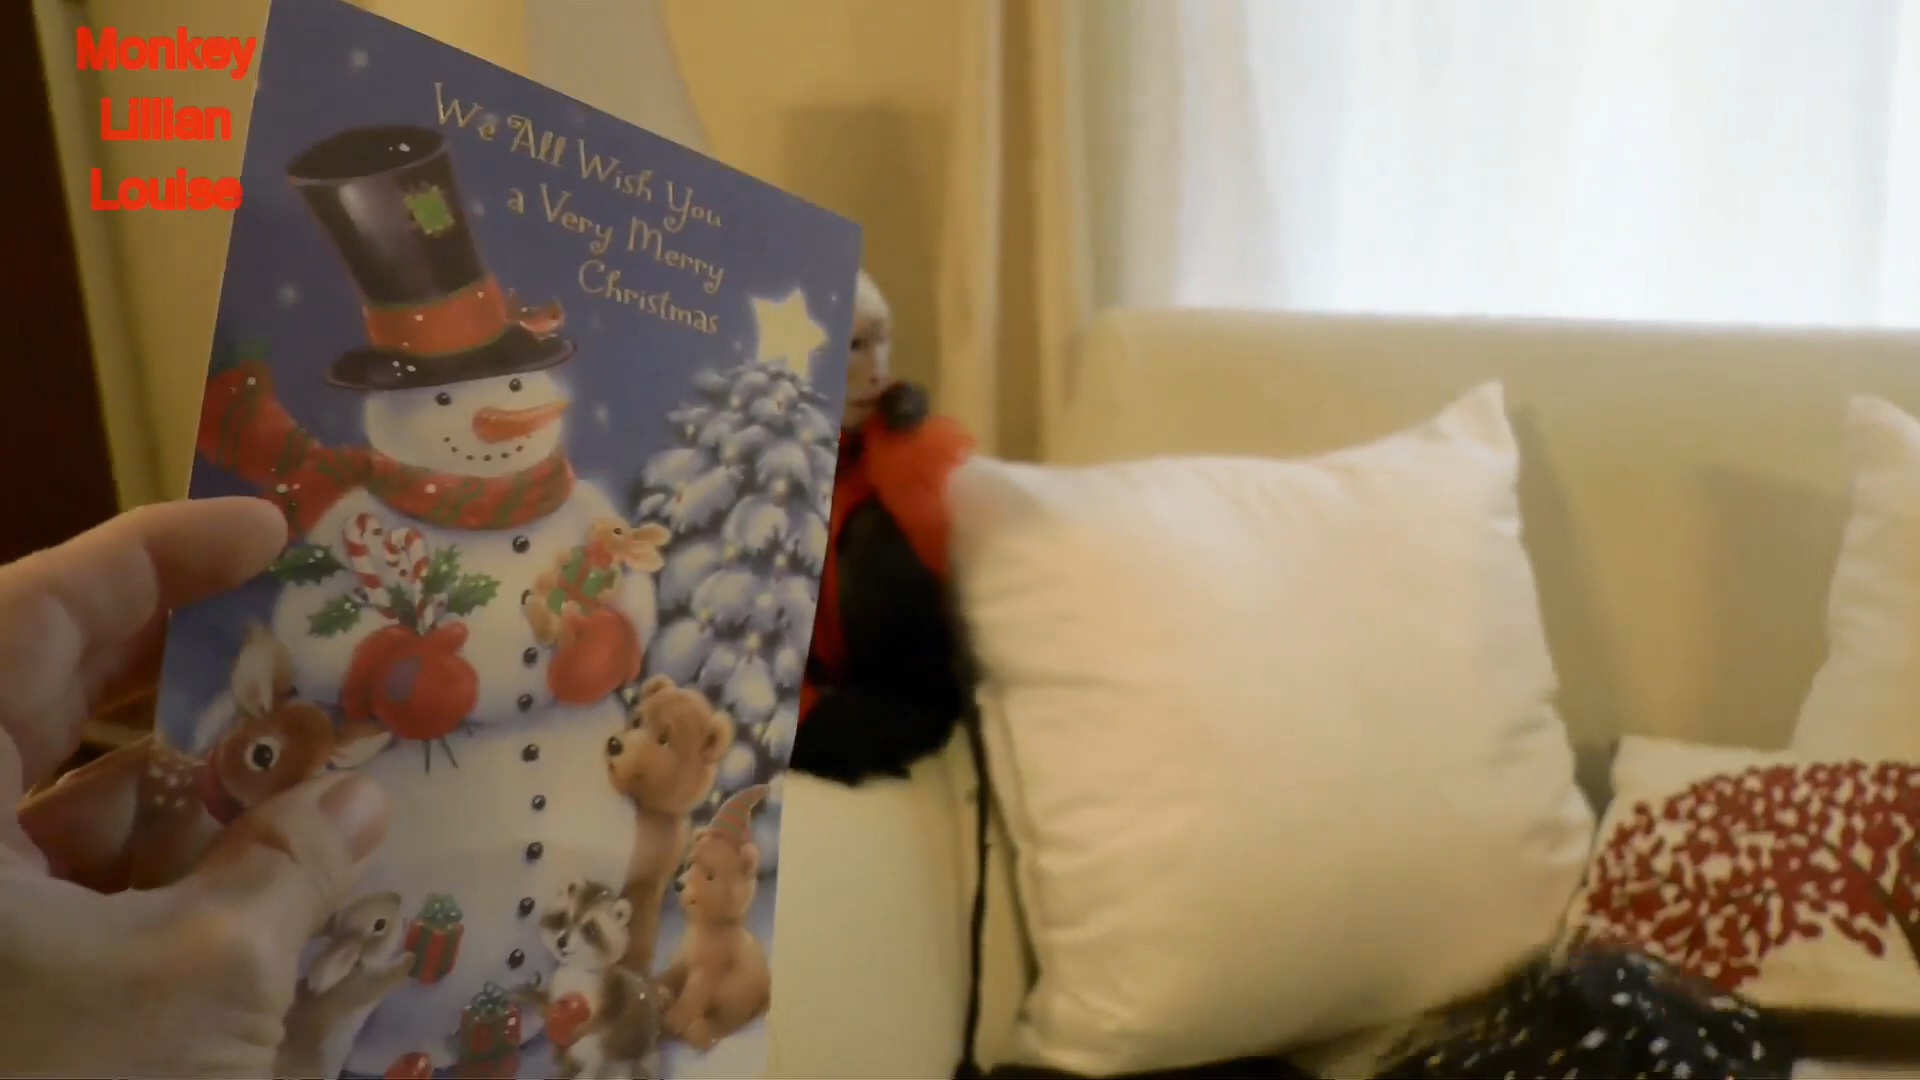 Monkey
Lillian
Louise
We All Wish You
a Very Merry
Christmas